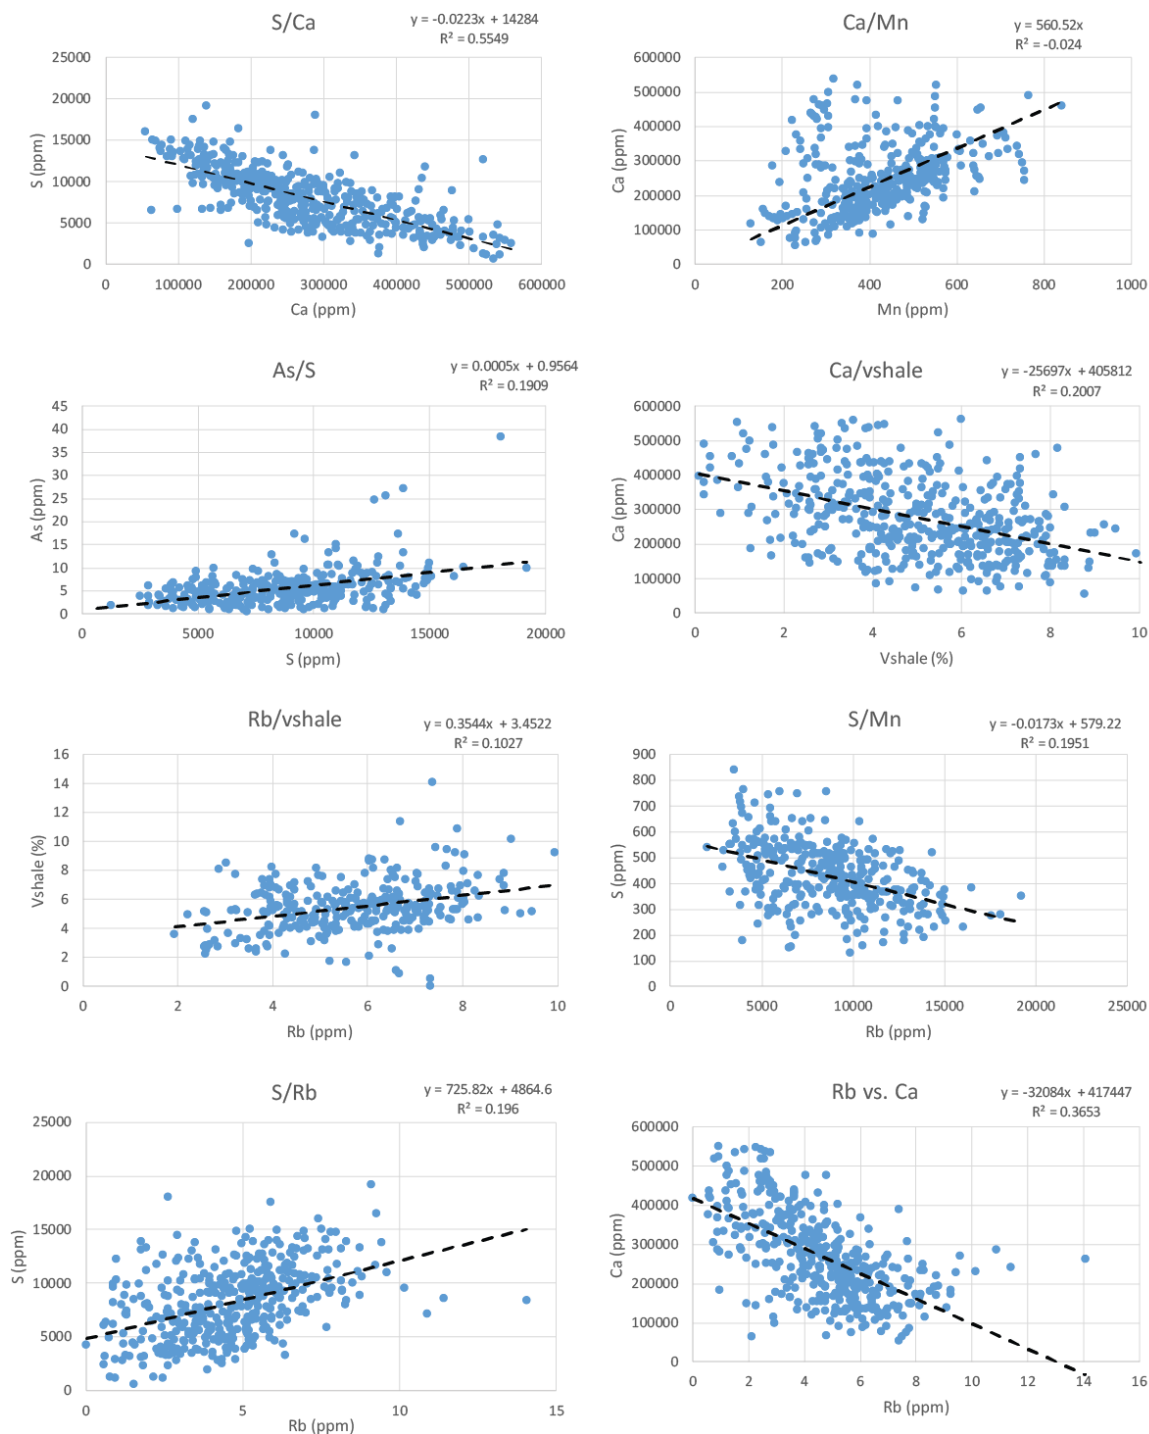 S/Ca
y = -0.0223x + 14284
R² = 0.5549
25000
20000
15000
10000
5000
0
S (ppm)
0 100000 200000 300000 400000 500000 600000
Ca (ppm)
Ca/Mn
y = 560.52x
R² = -0.024
600000
500000
400000
300000
200000
100000
0
Ca (ppm)
0 200 400 600 800 1000
Mn (ppm)
As/S
y = 0.0005x + 0.9564
R² = 0.1909
45
40
35
30
25
20
15
10
5
0
As (ppm)
0 5000 10000 15000 20000
S (ppm)
Ca/vshale
y = -25697x + 405812
R² = 0.2007
600000
500000
400000
300000
200000
100000
0
Ca (ppm)
0 2 4 6 8 10
Vshale (%)
Rb/vshale
y = 0.3544x + 3.4522
R² = 0.1027
16
14
12
10
8
6
4
2
0
Vshale (%)
0 2 4 6 8 10
Rb (ppm)
S/Mn
y = -0.0173x + 579.22
R² = 0.1951
900
800
700
600
500
400
300
200
100
0
S (ppm)
0 5000 10000 15000 20000 25000
Rb (ppm)
S/Rb
y = 725.82x + 4864.6
R² = 0.196
25000
20000
15000
10000
5000
0
S (ppm)
0 5 10 15
Rb (ppm)
Rb vs. Ca
y = -32084x + 417447
R² = 0.3653
600000
500000
400000
300000
200000
100000
0
Ca (ppm)
0 2 4 6 8 10 12 14 16
Rb (ppm)